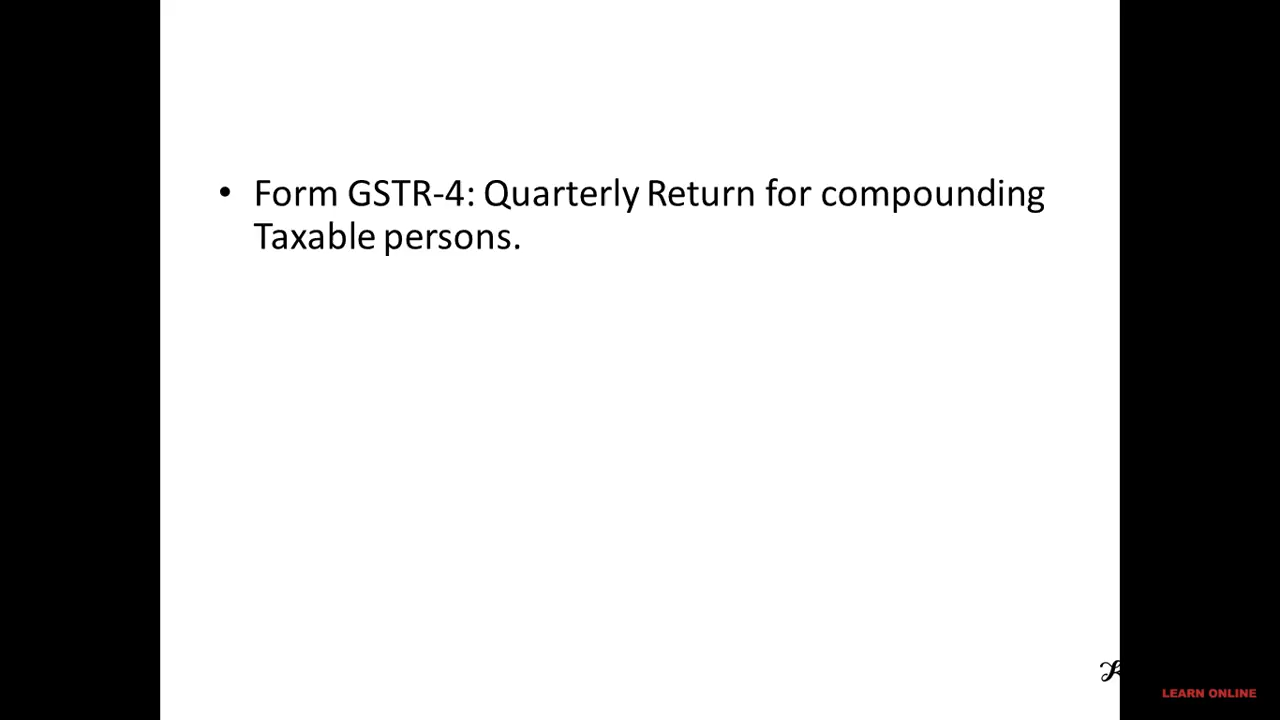 • Form GSTR-4: Quarterly Return for compounding
Taxable persons.
LEARN ONLINE